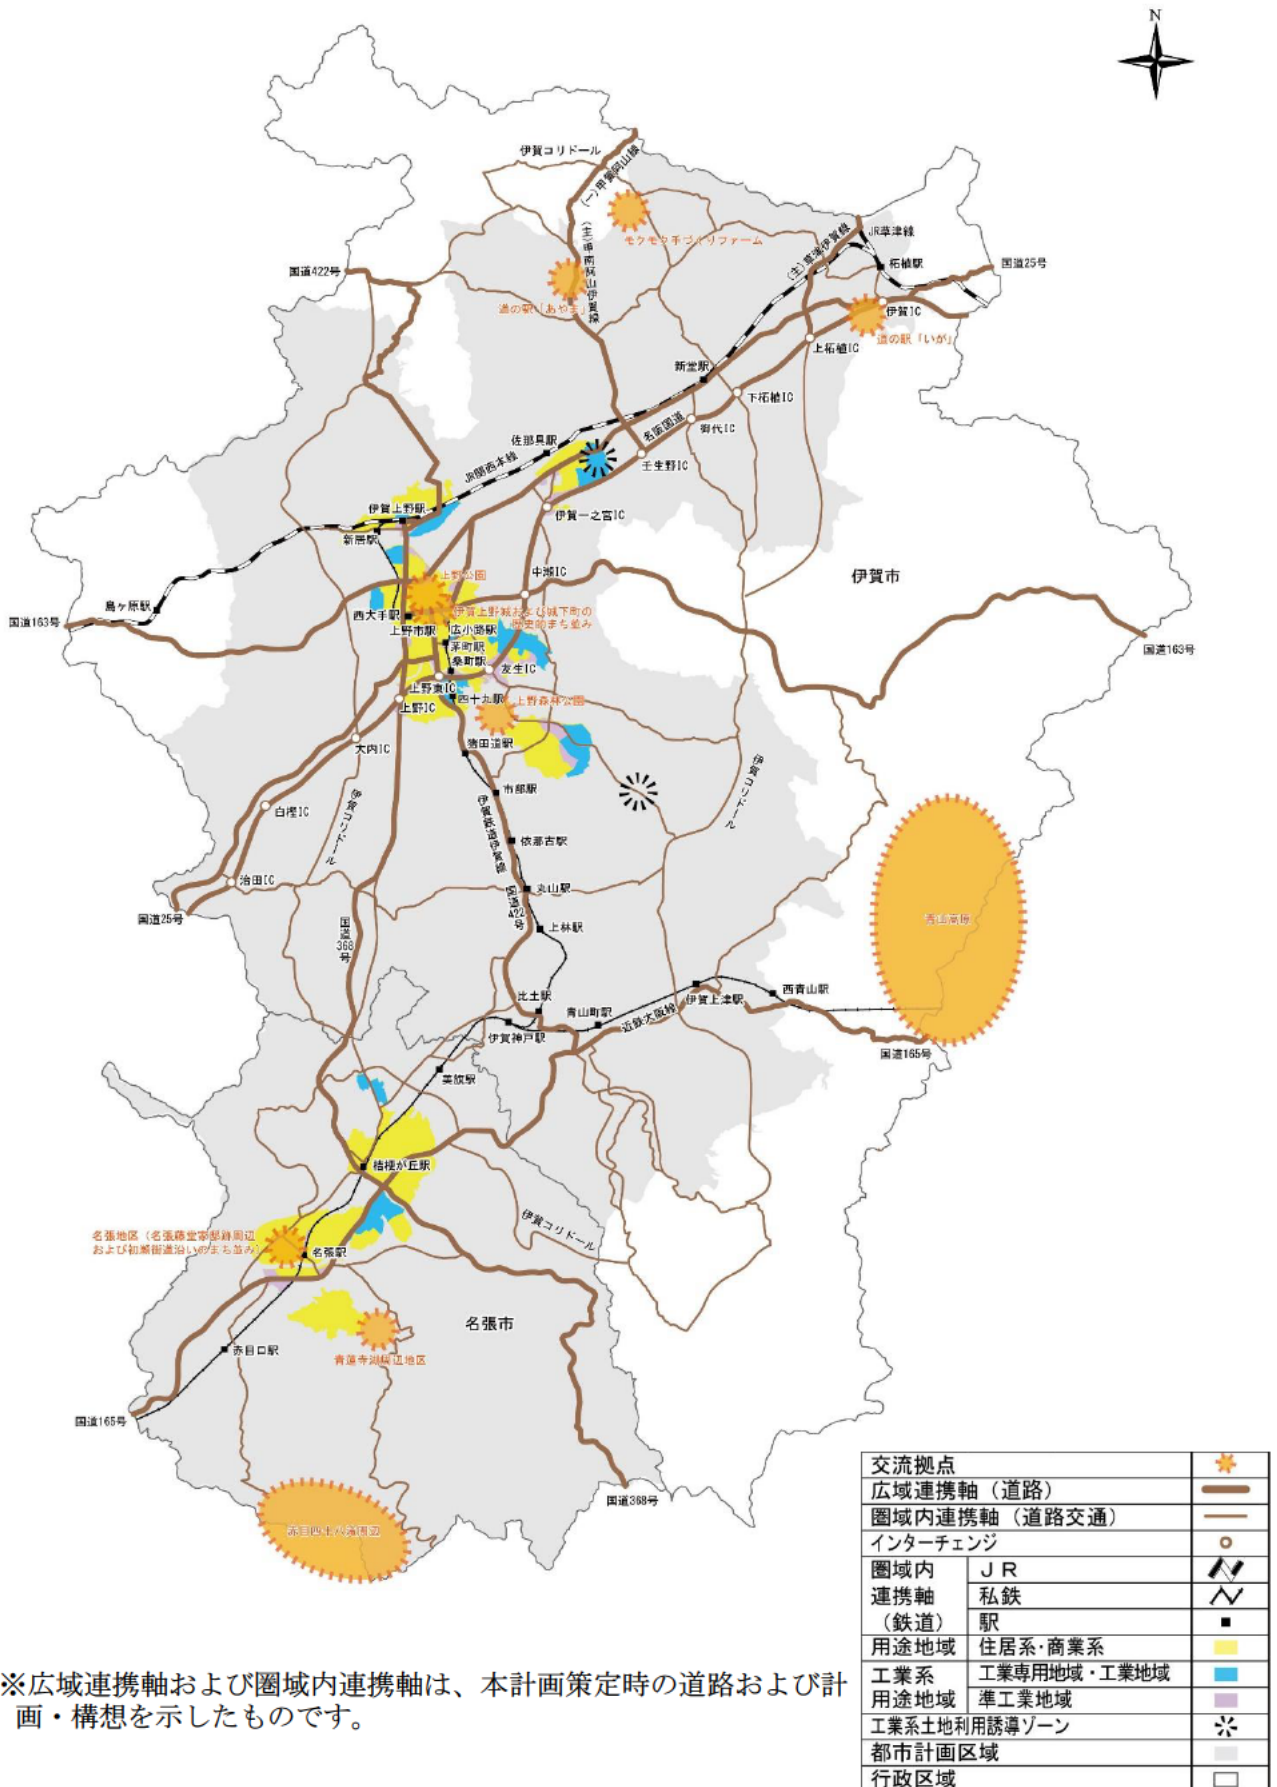 N
伊賀コリドール
(一)甲賀阿山線
モクモク手づくりファーム
(主)草津伊賀線
JR草津線
柘植駅
国道25号
国道422号
(主)甲南阿山伊賀線
道の駅「あやま」
伊賀IC
道の駅「いが」
上柘植IC
新堂駅
下柘植IC
名阪国道
御代IC
佐那具駅
壬生野IC
JR関西本線
伊賀上野駅
伊賀一之宮IC
新居駅
中瀬IC
伊賀市
上野公園
島ヶ原駅
国道163号
西大手駅
伊賀上野城および城下町の
歴史的まち並み
上野市駅
広小路駅
茅町駅
桑町駅
国道163号
友生IC
上野東IC
四十九駅
上野森林公園
上野IC
猪田道駅
大内IC
市部駅
伊賀コリドール
伊賀コリドール
白樫IC
伊賀鉄道伊賀線
依那古駅
治田IC
丸山駅
国道25号
国道422号
上林駅
青山高原
国道368号
比土駅
青山町駅
伊賀上津駅
西青山駅
近鉄大阪線
伊賀神戸駅
国道165号
美旗駅
桔梗が丘駅
伊賀コリドール
名張地区(名張藤堂家邸跡周辺
および初瀬街道沿いのまち並み)
名張駅
名張市
赤目口駅
青蓮寺湖周辺地区
国道165号
国道368号
赤目四十八滝周辺
交流拠点
広域連携軸(道路)
圏域内連携軸(道路交通)
インターチェンジ
圏域内 JR
連携軸 私鉄
(鉄道) 駅
用途地域 住居系・商業系
工業系 工業専用地域・工業地域
用途地域 準工業地域
工業系土地利用誘導ゾーン
都市計画区域
行政区域
※広域連携軸および圏域内連携軸は、本計画策定時の道路および計
画・構想を示したものです。